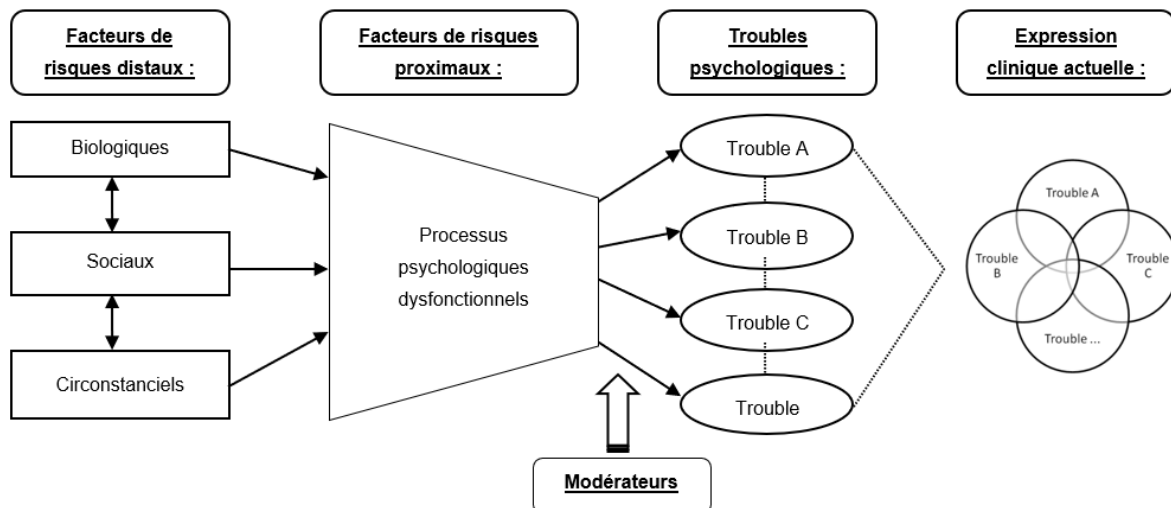 Facteurs de
risques distaux :
Facteurs de risques
proximaux :
Troubles
psychologiques :
Expression
clinique actuelle :
Biologiques
Sociaux
Circonstanciels
Processus
psychologiques
dysfonctionnels
Trouble A
Trouble B
Trouble C
Trouble
Modérateurs
Trouble A
Trouble
B
Trouble
C
Trouble ...